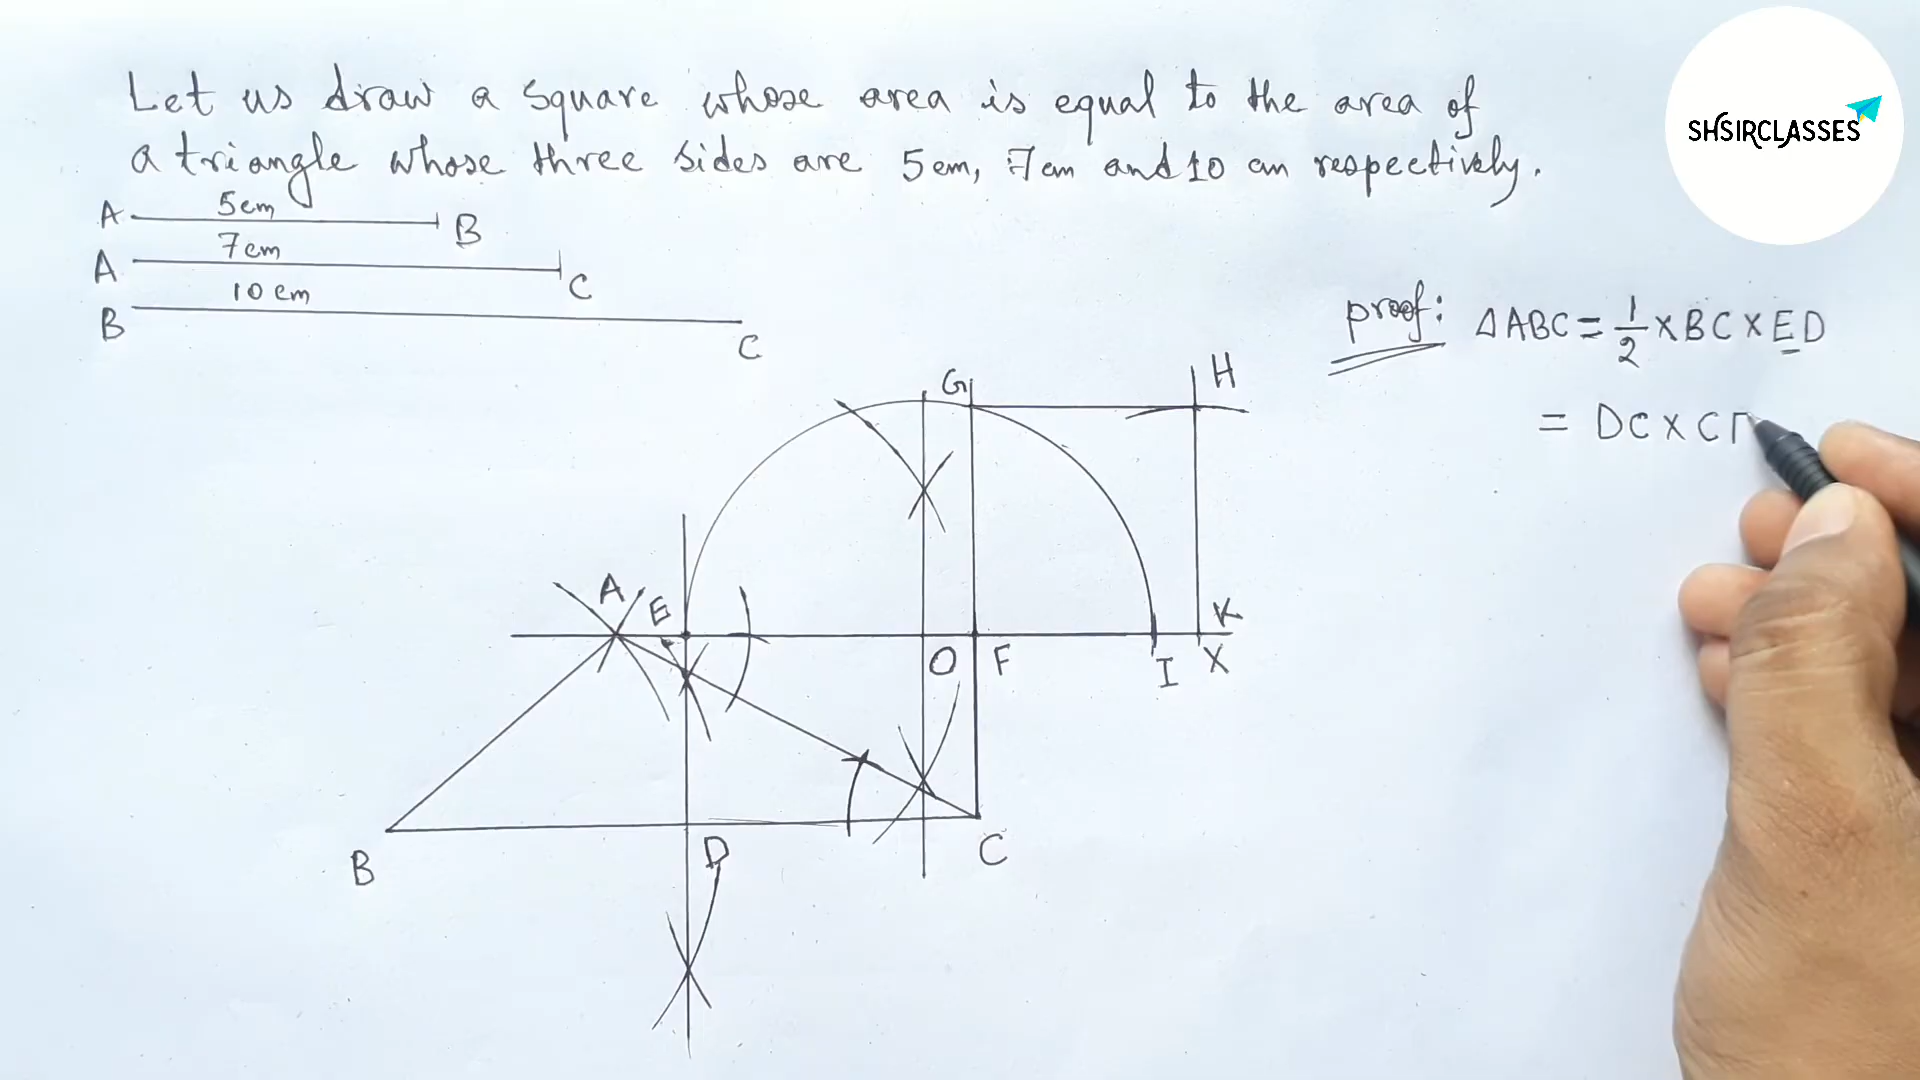 Let us draw a square whose area is equal to the area of
a triangle whose three sides are 5cm, 7cm and 10 cm respectively.
SHSIRCLASSES
A 5cm B
A 7cm C
B 10 cm C
proof: △ABC = 1/2 × BC × ED
= DC × C
G H
A E K
O F I X
B D C